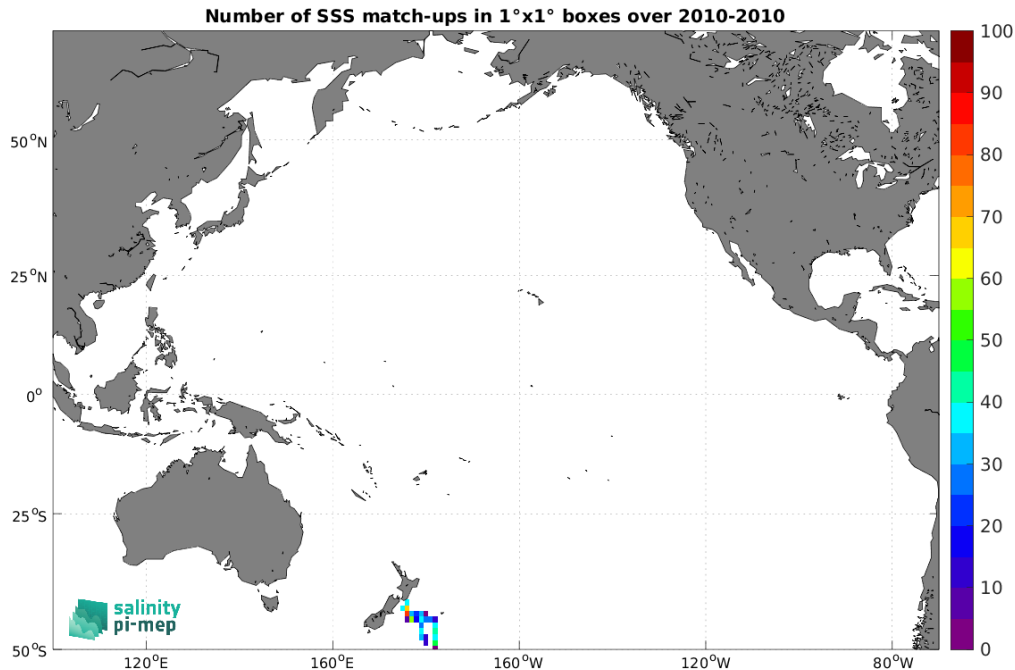 Number of SSS match-ups in 1°x1° boxes over 2010-2010
100
90
80
70
60
50
40
30
20
10
0
50°N
25°N
0°
25°S
50°S
120°E
160°E
160°W
120°W
80°W
salinity
pi-mep